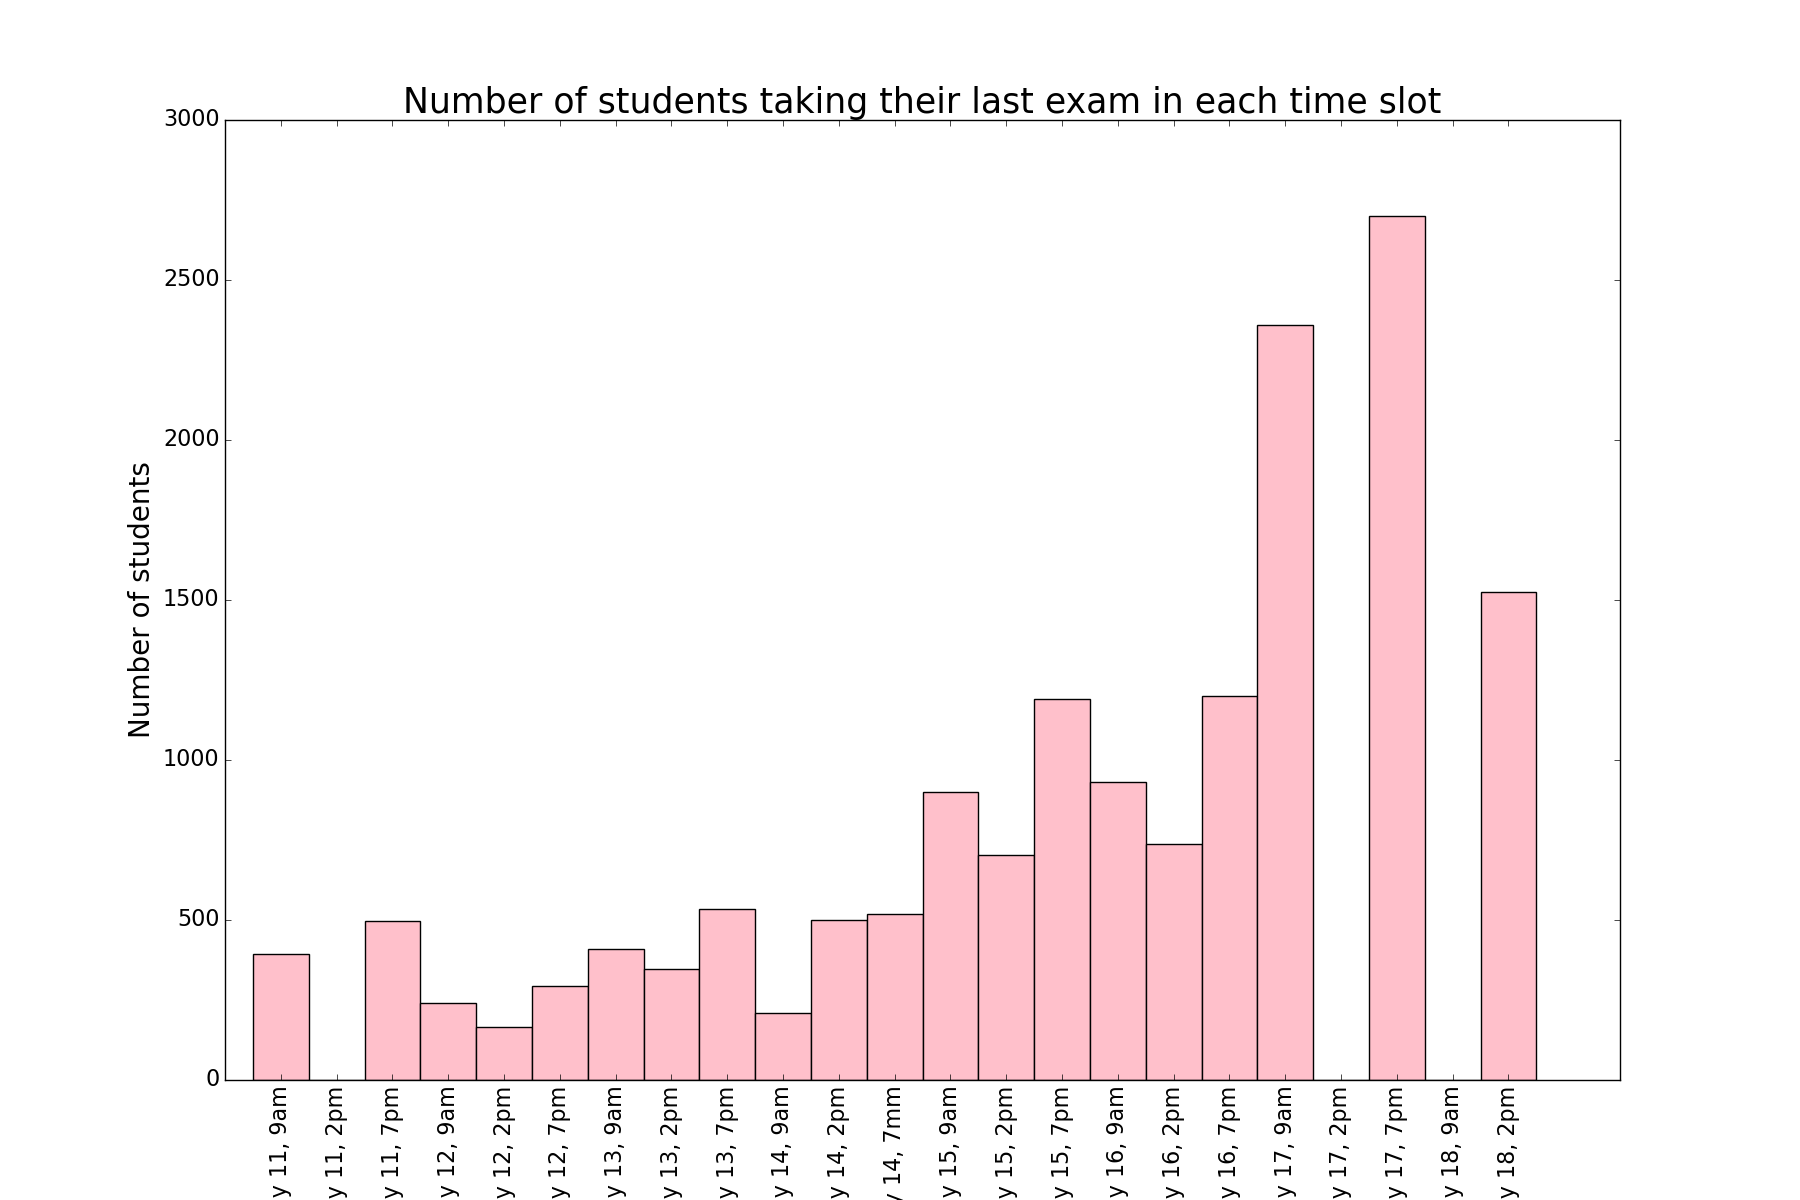 Number of students taking their last exam in each time slot
Number of students
3000
2500
2000
1500
1000
500
0
y 11, 9am
y 11, 2pm
y 11, 7pm
y 12, 9am
y 12, 2pm
y 12, 7pm
y 13, 9am
y 13, 2pm
y 13, 7pm
y 14, 9am
y 14, 2pm
y 14, 7mm
y 15, 9am
y 15, 2pm
y 15, 7pm
y 16, 9am
y 16, 2pm
y 16, 7pm
y 17, 9am
y 17, 2pm
y 17, 7pm
y 18, 9am
y 18, 2pm